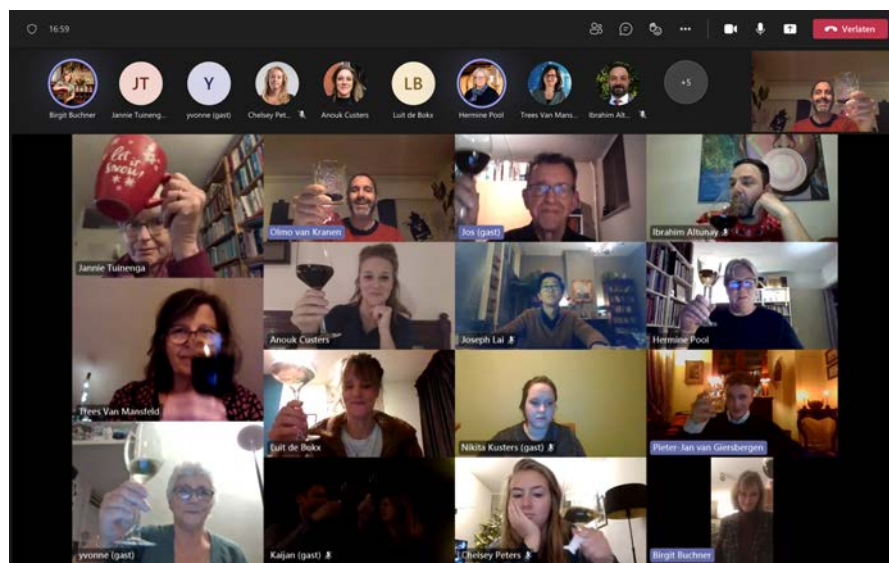 16:59
Verlaten
JT
Y
LB
+5
Birgit Buchner
Jannie Tuineng...
yvonne (gast)
Chelsey Pet...
Anouk Custers
Luit de Bokx
Hermine Pool
Trees Van Mans...
Ibrahim Alt...
let it
snow!
Jannie Tuinenga
Olmo van Kranen
Jos (gast)
Ibrahim Altunay
Anouk Custers
Joseph Lai
Hermine Pool
Trees Van Mansfeld
Luit de Bokx
Nikita Kusters (gast)
Pieter-Jan van Giersbergen
yvonne (gast)
Kaijan (gast)
Chelsey Peters
Birgit Buchner